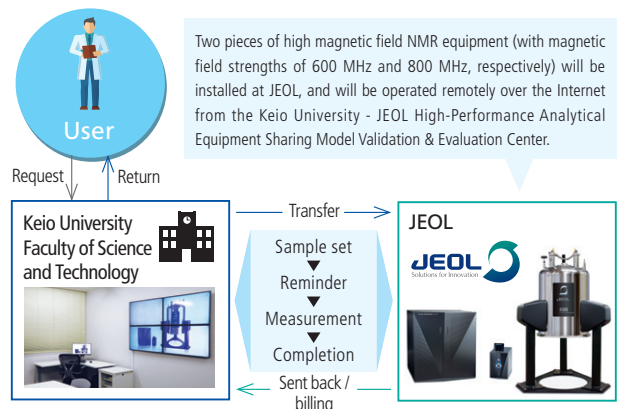 User
Two pieces of high magnetic field NMR equipment (with magnetic
field strengths of 600 MHz and 800 MHz, respectively) will be
installed at JEOL, and will be operated remotely over the Internet
from the Keio University - JEOL High-Performance Analytical
Equipment Sharing Model Validation & Evaluation Center.
Request
Return
Keio University
Faculty of Science
and Technology
Transfer
Sample set
Reminder
Measurement
Completion
Sent back /
billing
JEOL
JEOL
Solutions for Innovation
JEOL